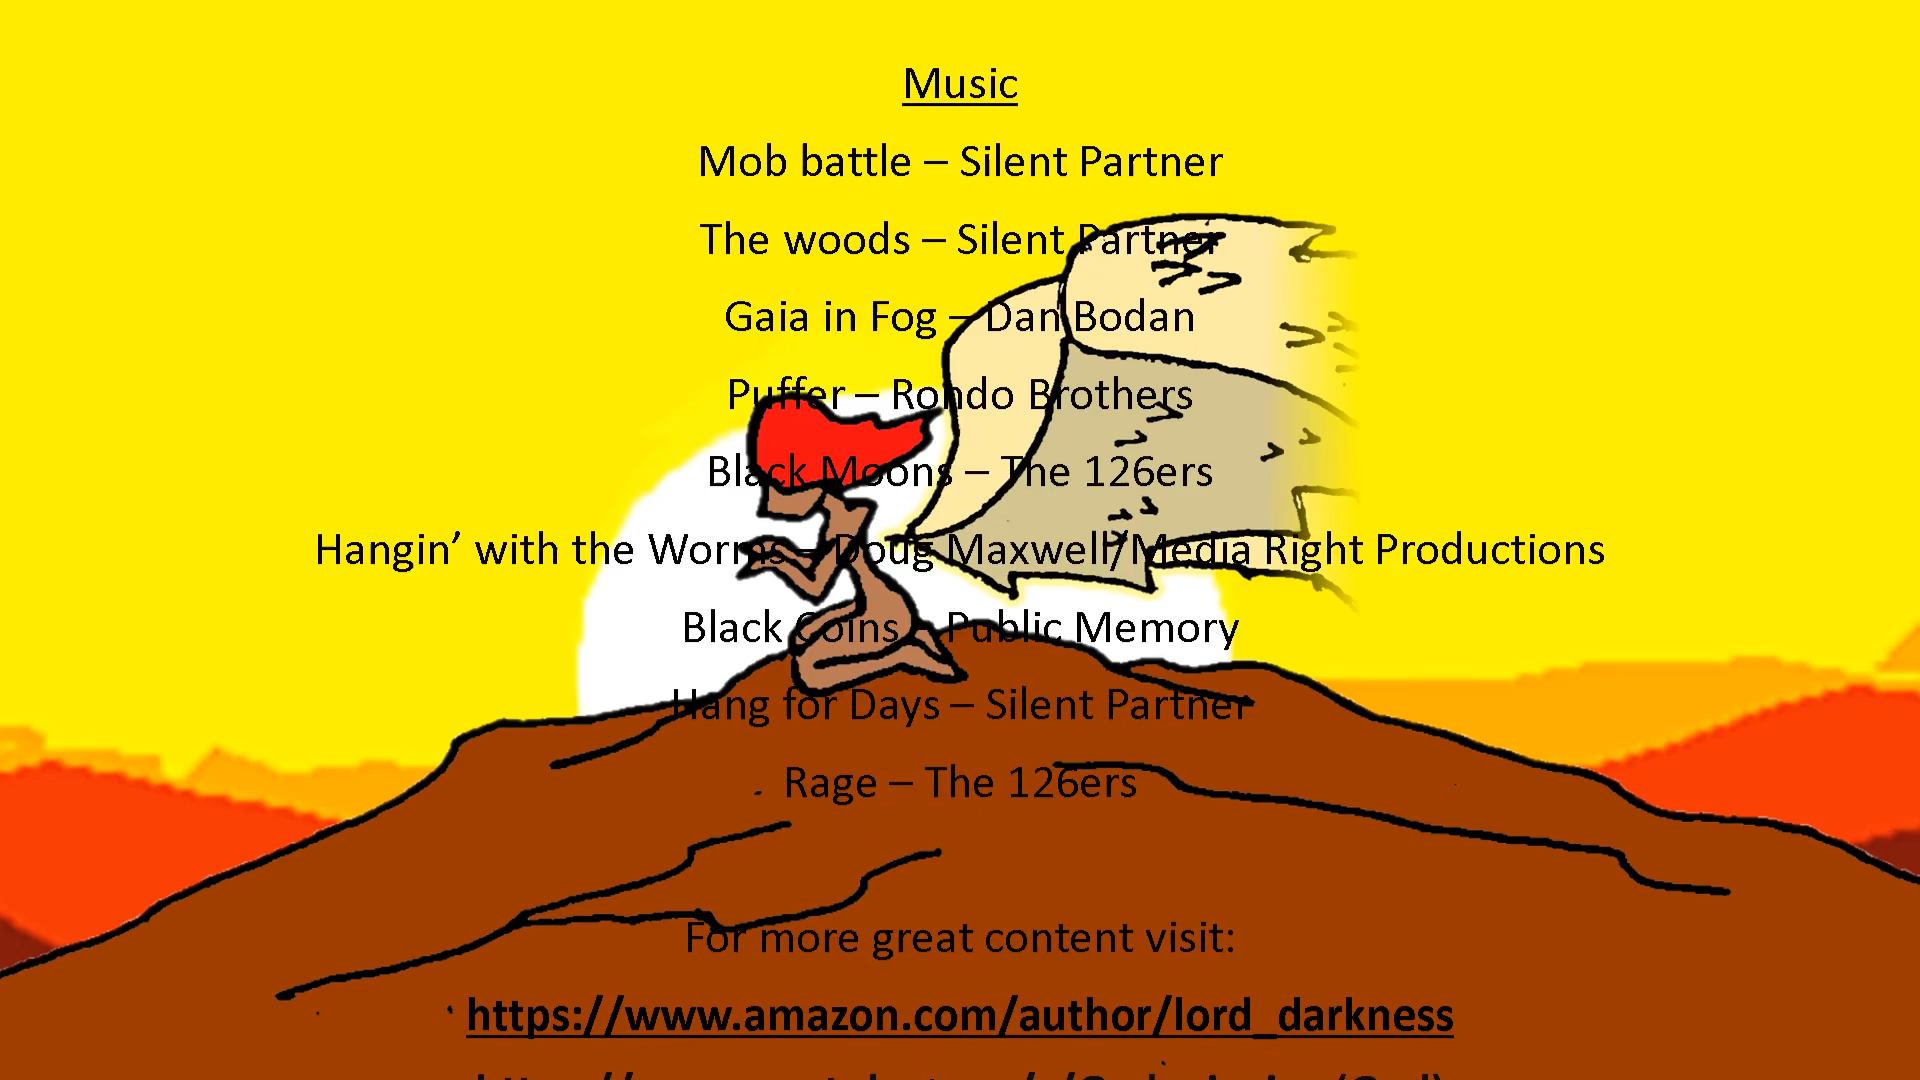 Music
Mob battle – Silent Partner
The woods – Silent Partner
Gaia in Fog – Dan Bodan
Puffer – Rondo Brothers
Black Moons – The 126ers
Hangin’ with the Worms – Doug Maxwell/Media Right Productions
Black Coins – Public Memory
Hang for Days – Silent Partner
Rage – The 126ers
For more great content visit:
https://www.amazon.com/author/lord_darkness